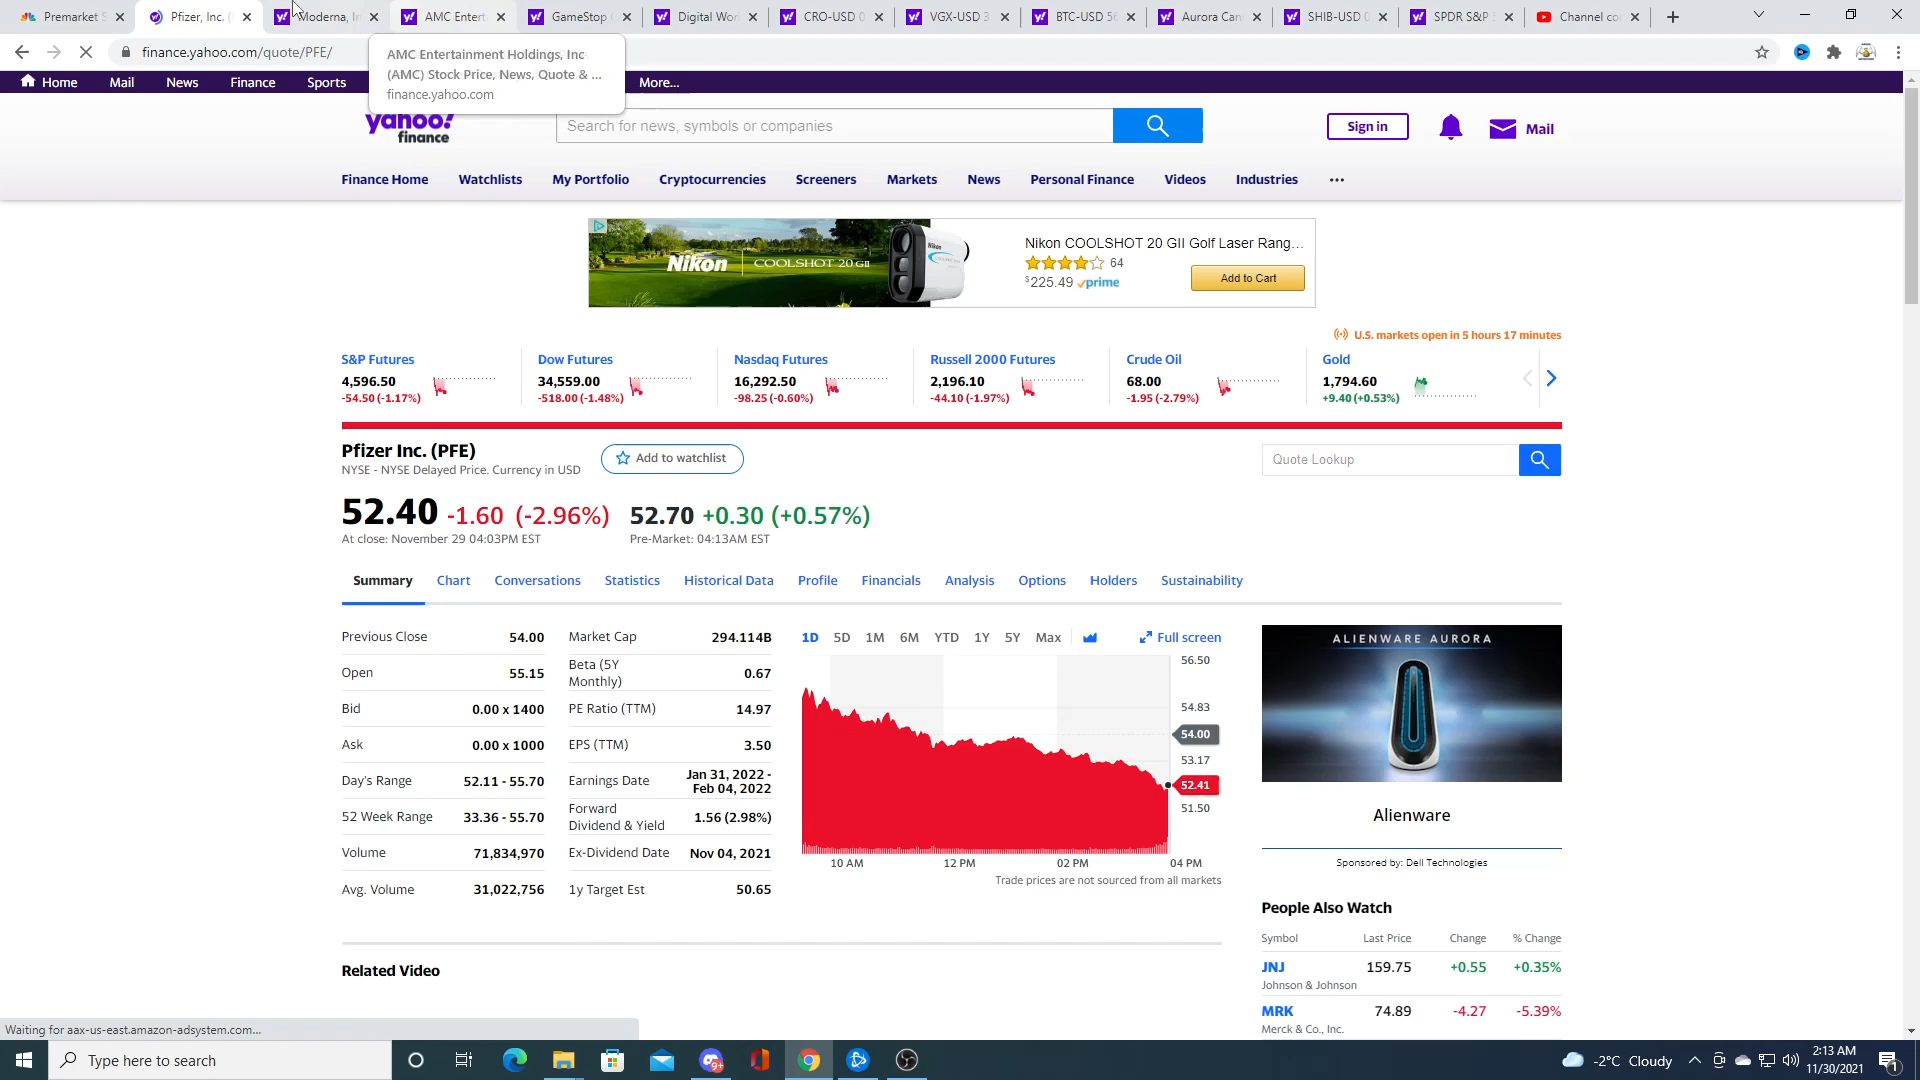 Premarket S
Pfizer, Inc. (
Moderna, In
AMC Entert
GameStop
Digital Wor
CRO-USD 0
VGX-USD 3
BTC-USD 56
Aurora Can
SHIB-USD 0
SPDR S&P 5
Channel co
finance.yahoo.com/quote/PFE/
AMC Entertainment Holdings, Inc
(AMC) Stock Price, News, Quote & ...
finance.yahoo.com
Home Mail News Finance Sports More...
yahoo!
finance
Search for news, symbols or companies
Sign in
Mail
Finance Home Watchlists My Portfolio Cryptocurrencies Screeners Markets News Personal Finance Videos Industries ...
Nikon COOLSHOT 20 GII
Nikon COOLSHOT 20 GII Golf Laser Rang...
64
$225.49 prime
Add to Cart
U.S. markets open in 5 hours 17 minutes
S&P Futures
4,596.50
-54.50 (-1.17%)
Dow Futures
34,559.00
-518.00 (-1.48%)
Nasdaq Futures
16,292.50
-98.25 (-0.60%)
Russell 2000 Futures
2,196.10
-44.10 (-1.97%)
Crude Oil
68.00
-1.95 (-2.79%)
Gold
1,794.60
+9.40 (+0.53%)
Pfizer Inc. (PFE)
NYSE - NYSE Delayed Price. Currency in USD
Add to watchlist
Quote Lookup
52.40 -1.60 (-2.96%)
At close: November 29 04:03PM EST
52.70 +0.30 (+0.57%)
Pre-Market: 04:13AM EST
Summary Chart Conversations Statistics Historical Data Profile Financials Analysis Options Holders Sustainability
Previous Close 54.00
Open 55.15
Bid 0.00 x 1400
Ask 0.00 x 1000
Day's Range 52.11 - 55.70
52 Week Range 33.36 - 55.70
Volume 71,834,970
Avg. Volume 31,022,756
Market Cap 294.114B
Beta (5Y
Monthly) 0.67
PE Ratio (TTM) 14.97
EPS (TTM) 3.50
Earnings Date Jan 31, 2022 -
Feb 04, 2022
Forward
Dividend & Yield 1.56 (2.98%)
Ex-Dividend Date Nov 04, 2021
1y Target Est 50.65
1D 5D 1M 6M YTD 1Y 5Y Max Full screen
56.50
54.83
54.00
53.17
52.41
51.50
10 AM 12 PM 02 PM 04 PM
Trade prices are not sourced from all markets
ALIENWARE AURORA
Alienware
Sponsored by: Dell Technologies
People Also Watch
Symbol Last Price Change % Change
JNJ 159.75 +0.55 +0.35%
Johnson & Johnson
MRK 74.89 -4.27 -5.39%
Merck & Co., Inc.
Related Video
Waiting for aax-us-east.amazon-adsystem.com...
Type here to search
9+
-2°C Cloudy
2:13 AM
11/30/2021
1